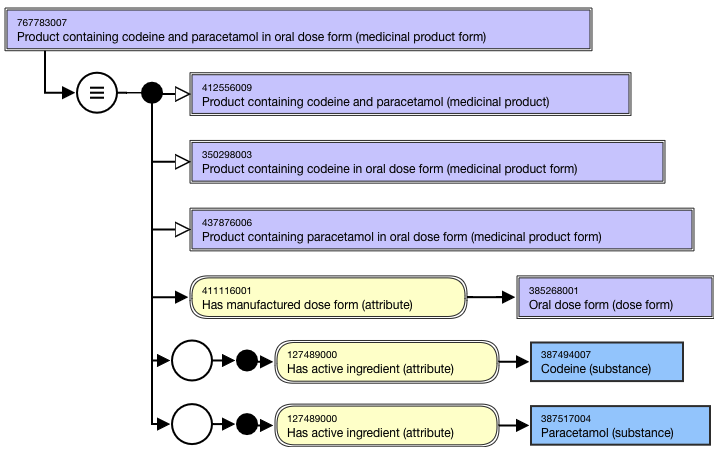 767783007
Product containing codeine and paracetamol in oral dose form (medicinal product form)
412556009
Product containing codeine and paracetamol (medicinal product)
350298003
Product containing codeine in oral dose form (medicinal product form)
437876006
Product containing paracetamol in oral dose form (medicinal product form)
411116001
Has manufactured dose form (attribute)
385268001
Oral dose form (dose form)
127489000
Has active ingredient (attribute)
387494007
Codeine (substance)
127489000
Has active ingredient (attribute)
387517004
Paracetamol (substance)